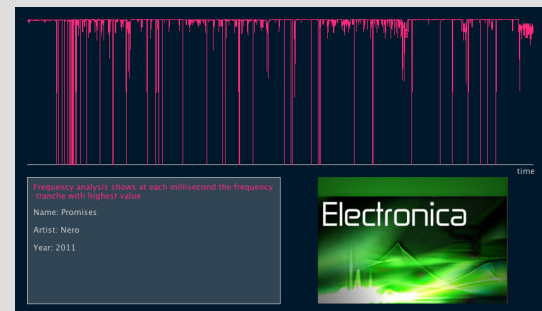 time
Frequency analysis shows at each millisecond the frequency
tranche with highest value
Name: Promises
Artist: Nero
Year: 2011
Electronica